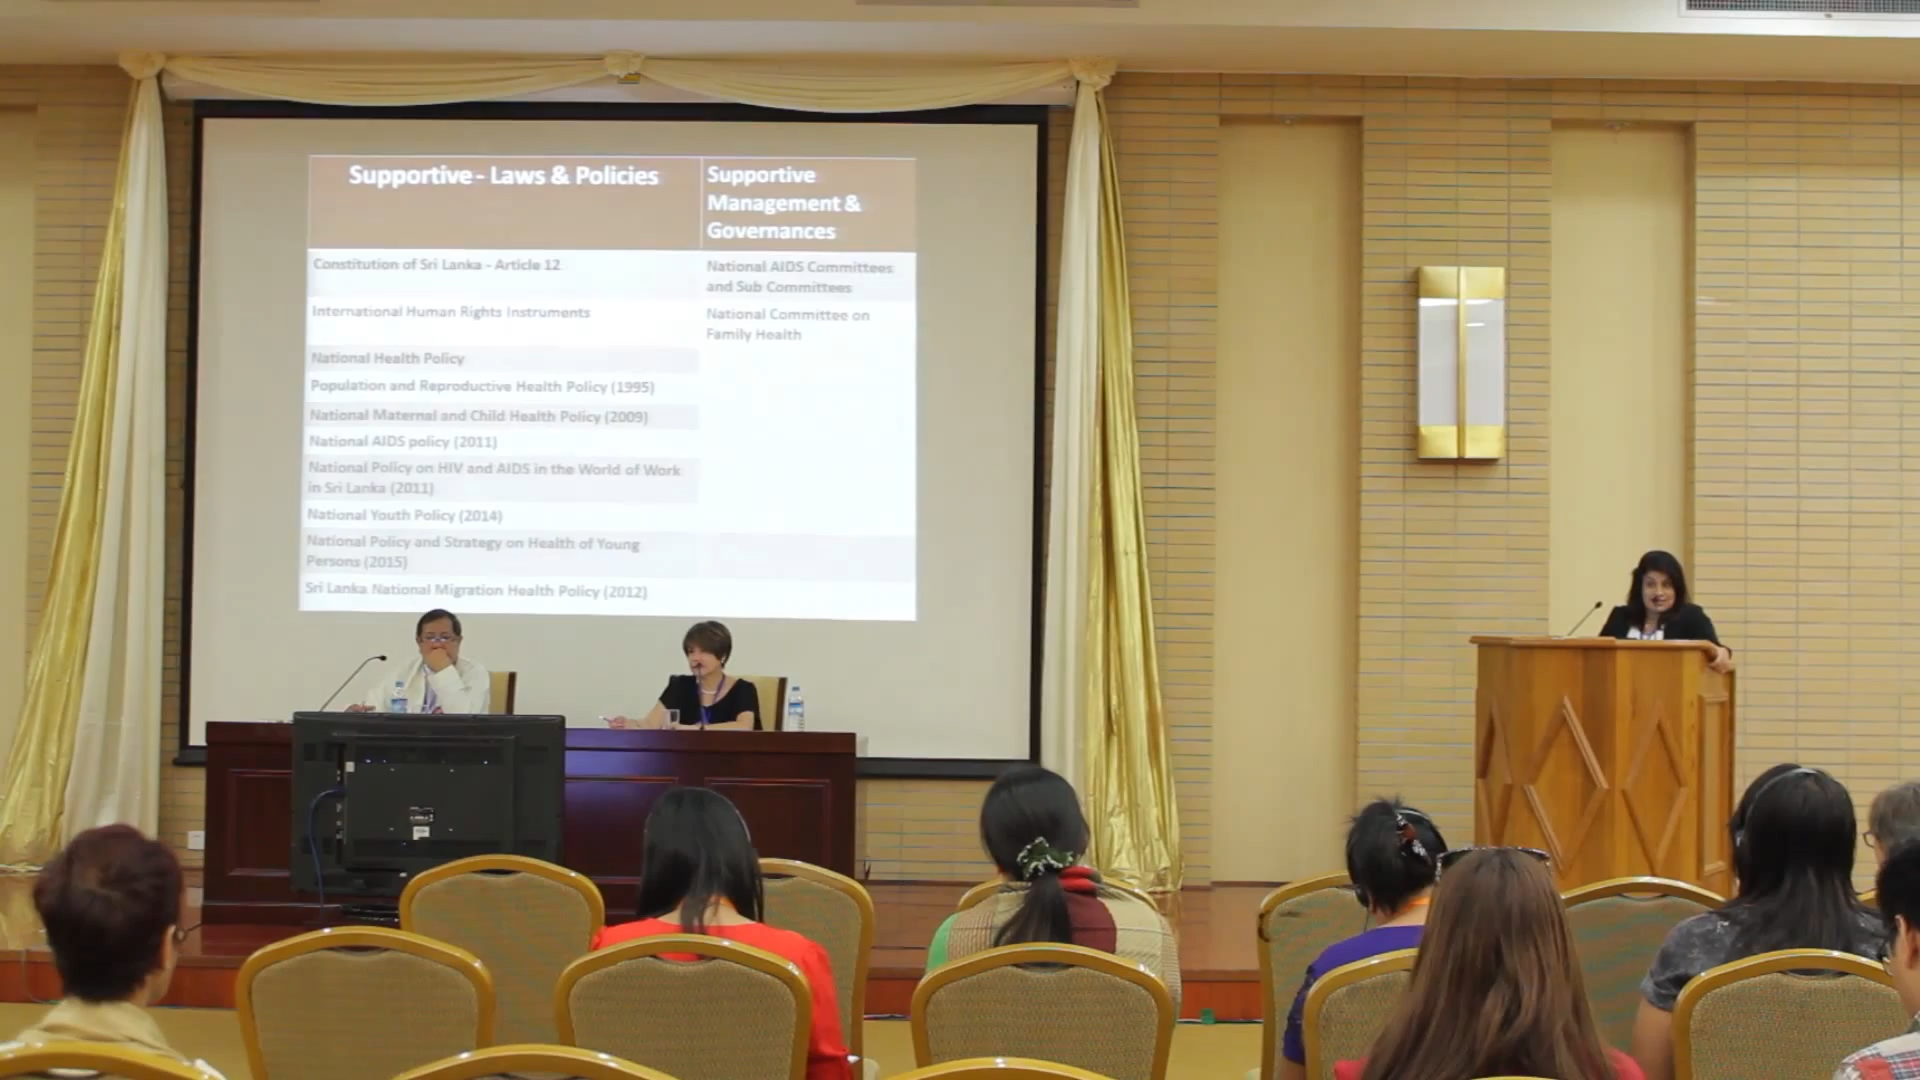 Supportive - Laws & Policies
Supportive
Management &
Governances
Constitution of Sri Lanka - Article 12
National AIDS Committees
and Sub Committees
International Human Rights Instruments
National Committee on
Family Health
National Health Policy
Population and Reproductive Health Policy (1995)
National Maternal and Child Health Policy (2009)
National AIDS policy (2011)
National Policy on HIV and AIDS in the World of Work
in Sri Lanka (2011)
National Youth Policy (2014)
National Policy and Strategy on Health of Young
Persons (2015)
Sri Lanka National Migration Health Policy (2012)